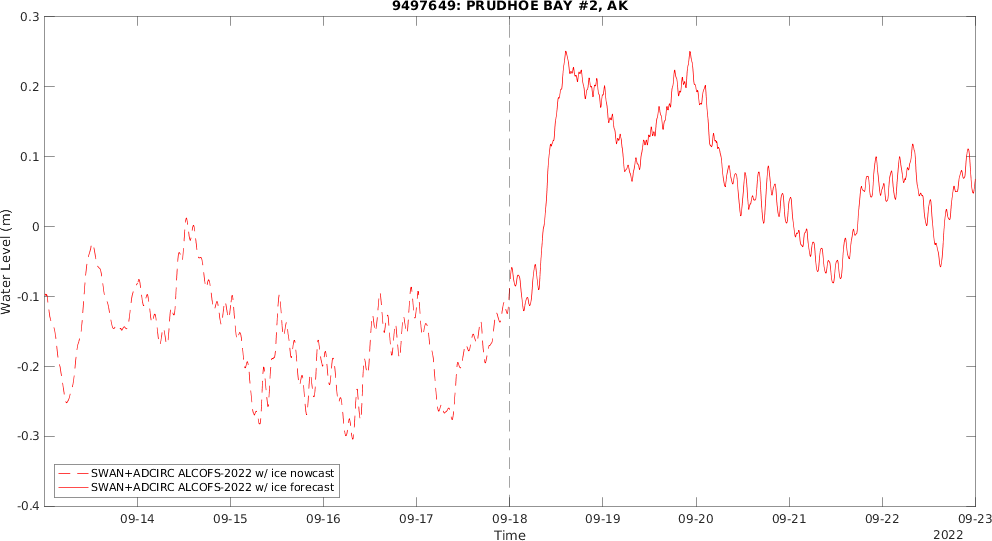 9497649: PRUDHOE BAY #2, AK
0.3
0.2
0.1
0
-0.1
-0.2
-0.3
-0.4
Water Level (m)
SWAN+ADCIRC ALCOFS-2022 w/ ice nowcast
SWAN+ADCIRC ALCOFS-2022 w/ ice forecast
09-14 09-15 09-16 09-17 09-18 09-19 09-20 09-21 09-22 09-23
Time
2022